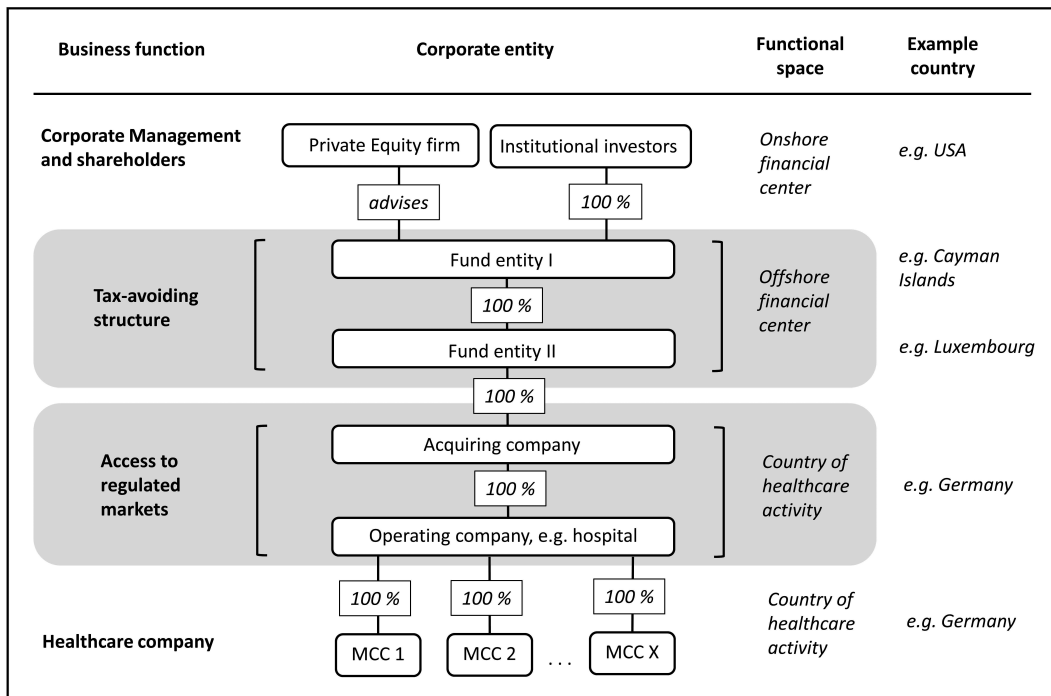 Business function
Corporate entity
Functional
space
Example
country
Corporate Management
and shareholders
Private Equity firm
Institutional investors
Onshore
financial
center
e.g. USA
advises
100 %
Tax-avoiding
structure
Fund entity I
100 %
Fund entity II
Offshore
financial
center
e.g. Cayman
Islands
e.g. Luxembourg
100 %
Access to
regulated
markets
Acquiring company
100 %
Operating company, e.g. hospital
Country of
healthcare
activity
e.g. Germany
100 %
100 %
100 %
Healthcare company
MCC 1
MCC 2
. . .
MCC X
Country of
healthcare
activity
e.g. Germany